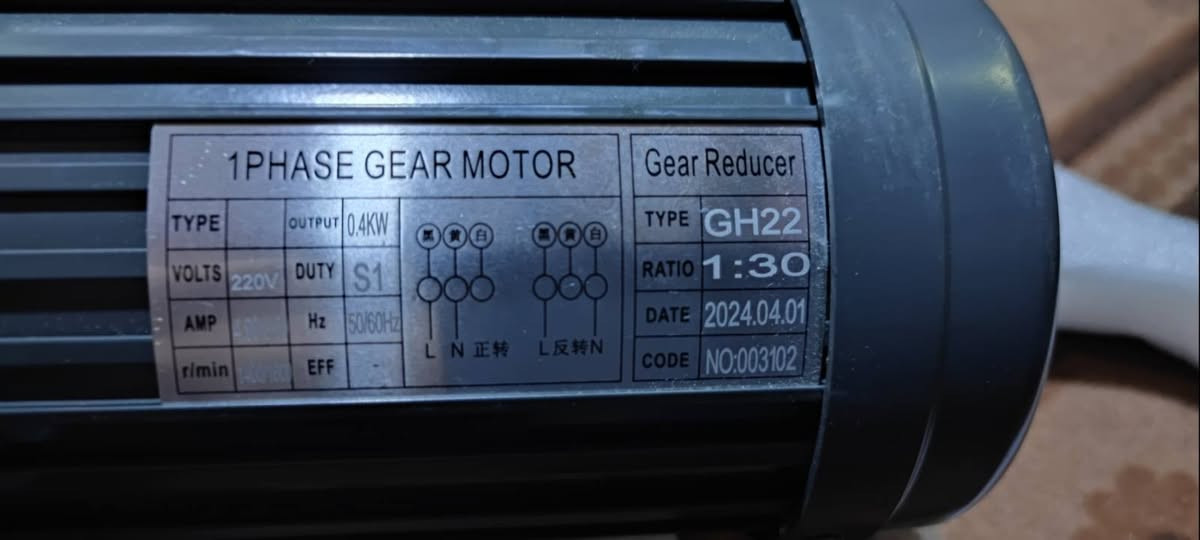 1PHASE GEAR MOTOR
TYPE OUTPUT 0.4KW
VOLTS 220V DUTY S1
AMP Hz 50/60Hz
r/min EFF -
黑 黄 白 黑 黄 白
L N 正转 L 反转 N
Gear Reducer
TYPE GH22
RATIO 1:30
DATE 2024.04.01
CODE NO:003102